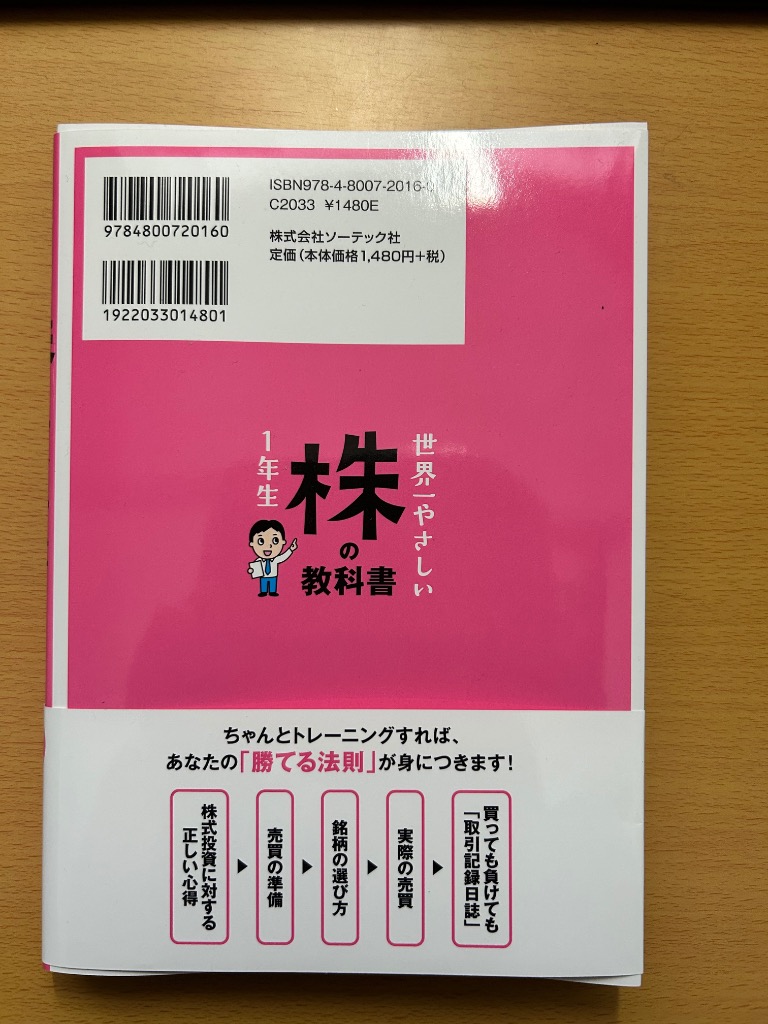 ISBN978-4-8007-2016-
C2033 ¥1480E
9784800720160
株式会社ソーテック社
定価(本体価格1,480円+税)
1922033014801
世界一やさしい
株
の
教科書
1年生
ちゃんとトレーニングすれば、
あなたの「勝てる法則」が身につきます!
株式投資に対する
正しい心得
売買の準備
銘柄の選び方
実際の売買
買っても負けても
「取引記録日誌」